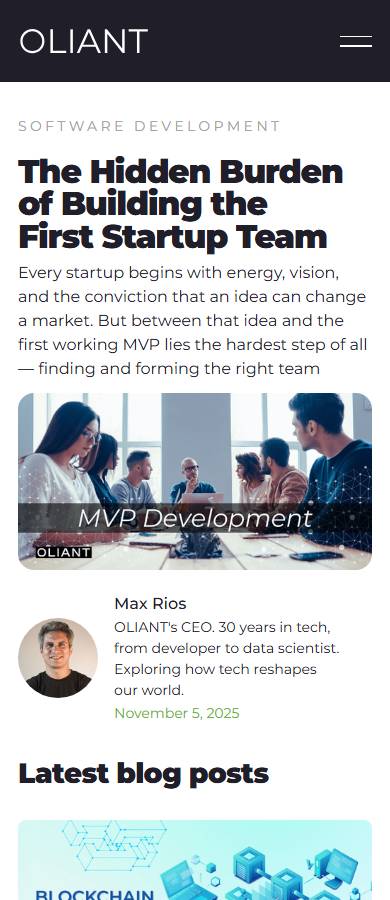 OLIANT
SOFTWARE DEVELOPMENT
The Hidden Burden
of Building the
First Startup Team
Every startup begins with energy, vision,
and the conviction that an idea can change
a market. But between that idea and the
first working MVP lies the hardest step of all
— finding and forming the right team
MVP Development
OLIANT
Max Rios
OLIANT's CEO. 30 years in tech,
from developer to data scientist.
Exploring how tech reshapes
our world.
November 5, 2025
Latest blog posts
BLOCKCHAIN